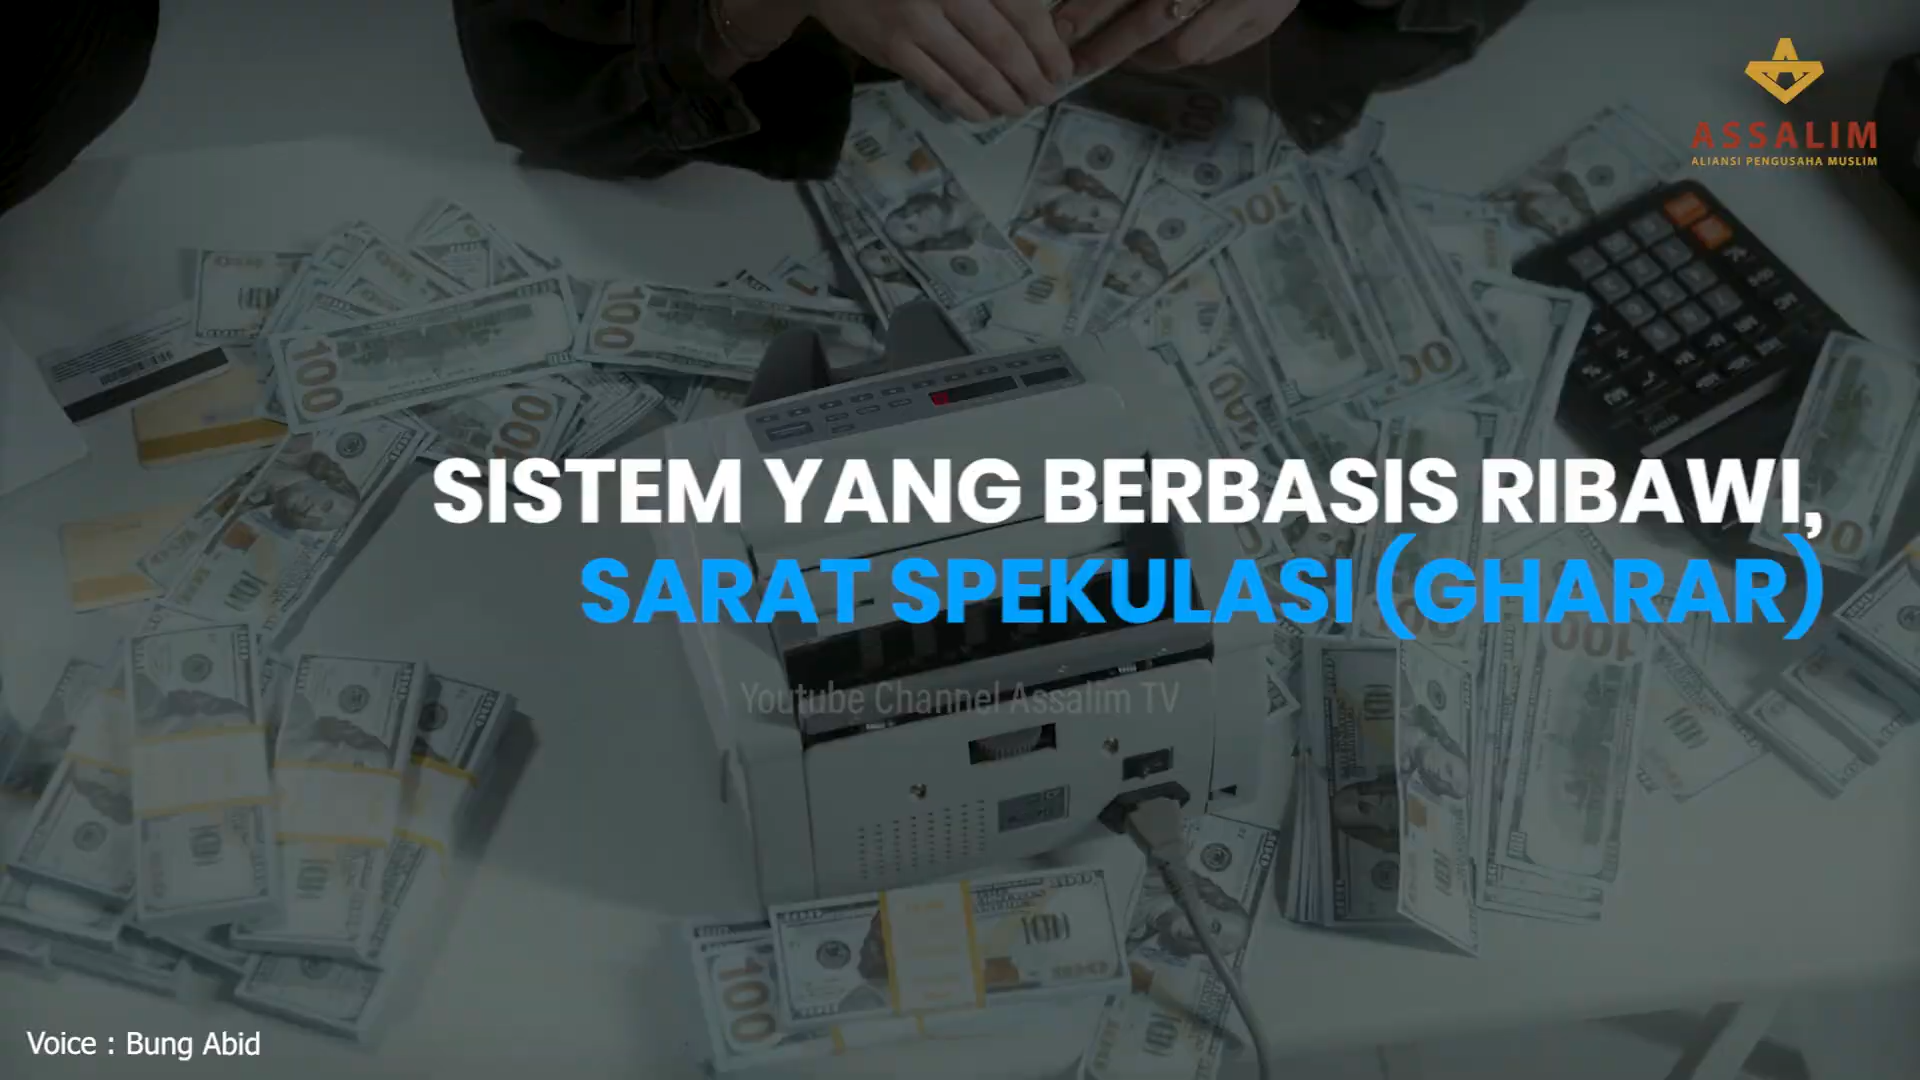 ASSALIM
ALIANSI PENGUSAHA MUSLIM
SISTEM YANG BERBASIS RIBAWI,
SARAT SPEKULASI (GHARAR)
Youtube Channel Assalim TV
Voice : Bung Abid